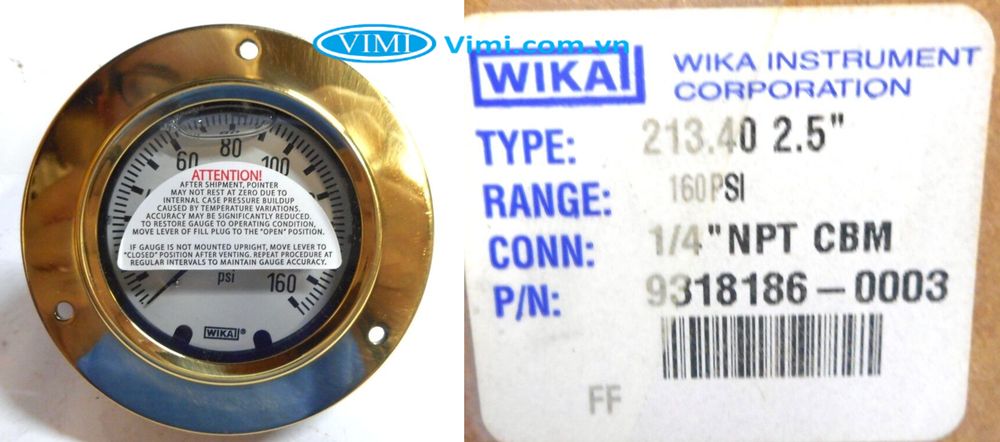 VIMI Vimi.com.vn
60 80 100
ATTENTION!
AFTER SHIPMENT, POINTER
MAY NOT REST AT ZERO DUE TO
INTERNAL CASE PRESSURE BUILDUP
CAUSED BY TEMPERATURE VARIATIONS.
ACCURACY MAY BE SIGNIFICANTLY REDUCED.
TO RESTORE GAUGE TO OPERATING CONDITION,
MOVE LEVER OF FILL PLUG TO THE "OPEN" POSITION.
IF GAUGE IS NOT MOUNTED UPRIGHT, MOVE LEVER TO
"CLOSED" POSITION AFTER VENTING. REPEAT PROCEDURE AT
REGULAR INTERVALS TO MAINTAIN GAUGE ACCURACY.
psi 160
WIKA®
WIKA
WIKA INSTRUMENT
CORPORATION
TYPE: 213.40 2.5"
RANGE: 160PSI
CONN: 1/4"NPT CBM
P/N: 9318186-0003
FF